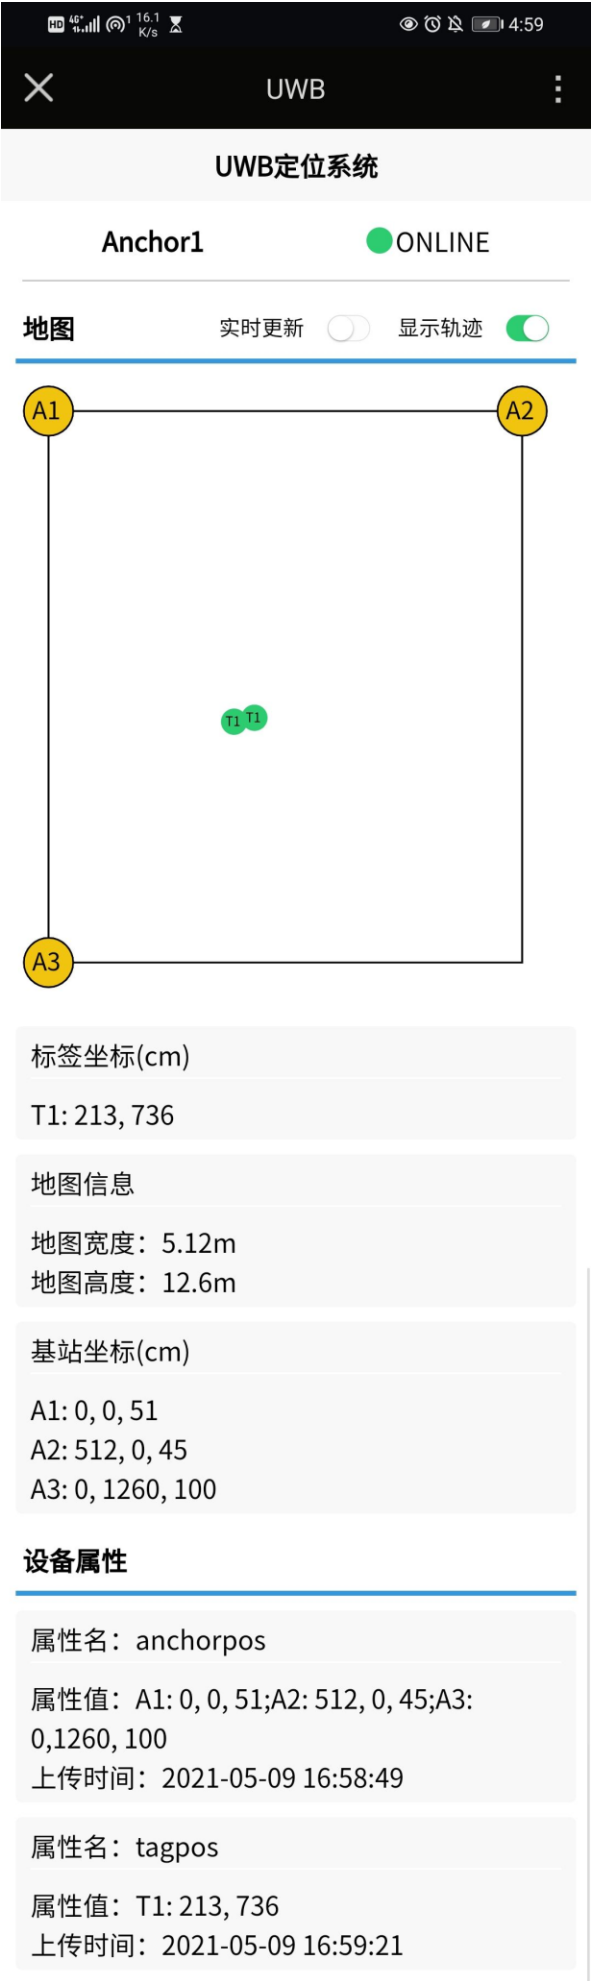 HD 4G+ 1 16.1 K/s 4:59
UWB
UWB定位系统
Anchor1 ONLINE
地图 实时更新 显示轨迹
A1 A2
T1 T1
A3
标签坐标(cm)
T1: 213, 736
地图信息
地图宽度：5.12m
地图高度：12.6m
基站坐标(cm)
A1: 0, 0, 51
A2: 512, 0, 45
A3: 0, 1260, 100
设备属性
属性名：anchorpos
属性值：A1: 0, 0, 51;A2: 512, 0, 45;A3:
0,1260, 100
上传时间：2021-05-09 16:58:49
属性名：tagpos
属性值：T1: 213, 736
上传时间：2021-05-09 16:59:21